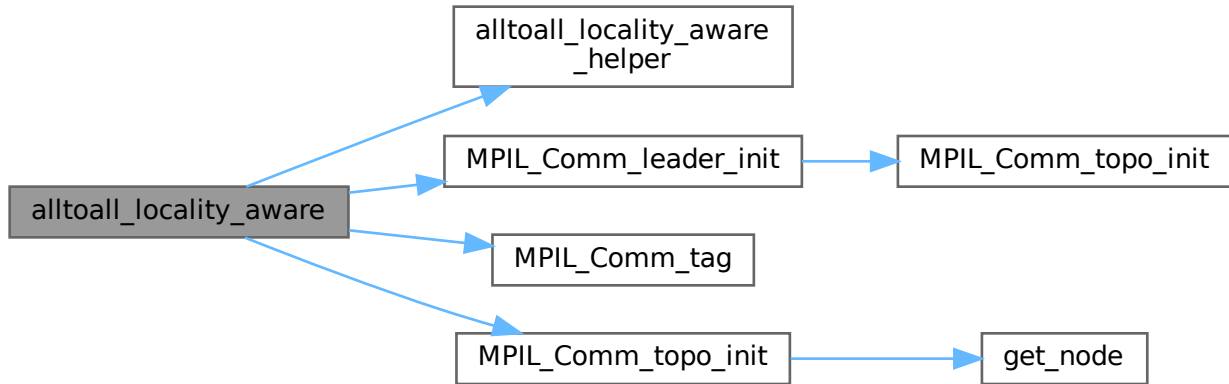 alltoall_locality_aware
alltoall_locality_aware
_helper
MPIL_Comm_leader_init
MPIL_Comm_topo_init
MPIL_Comm_tag
MPIL_Comm_topo_init
get_node